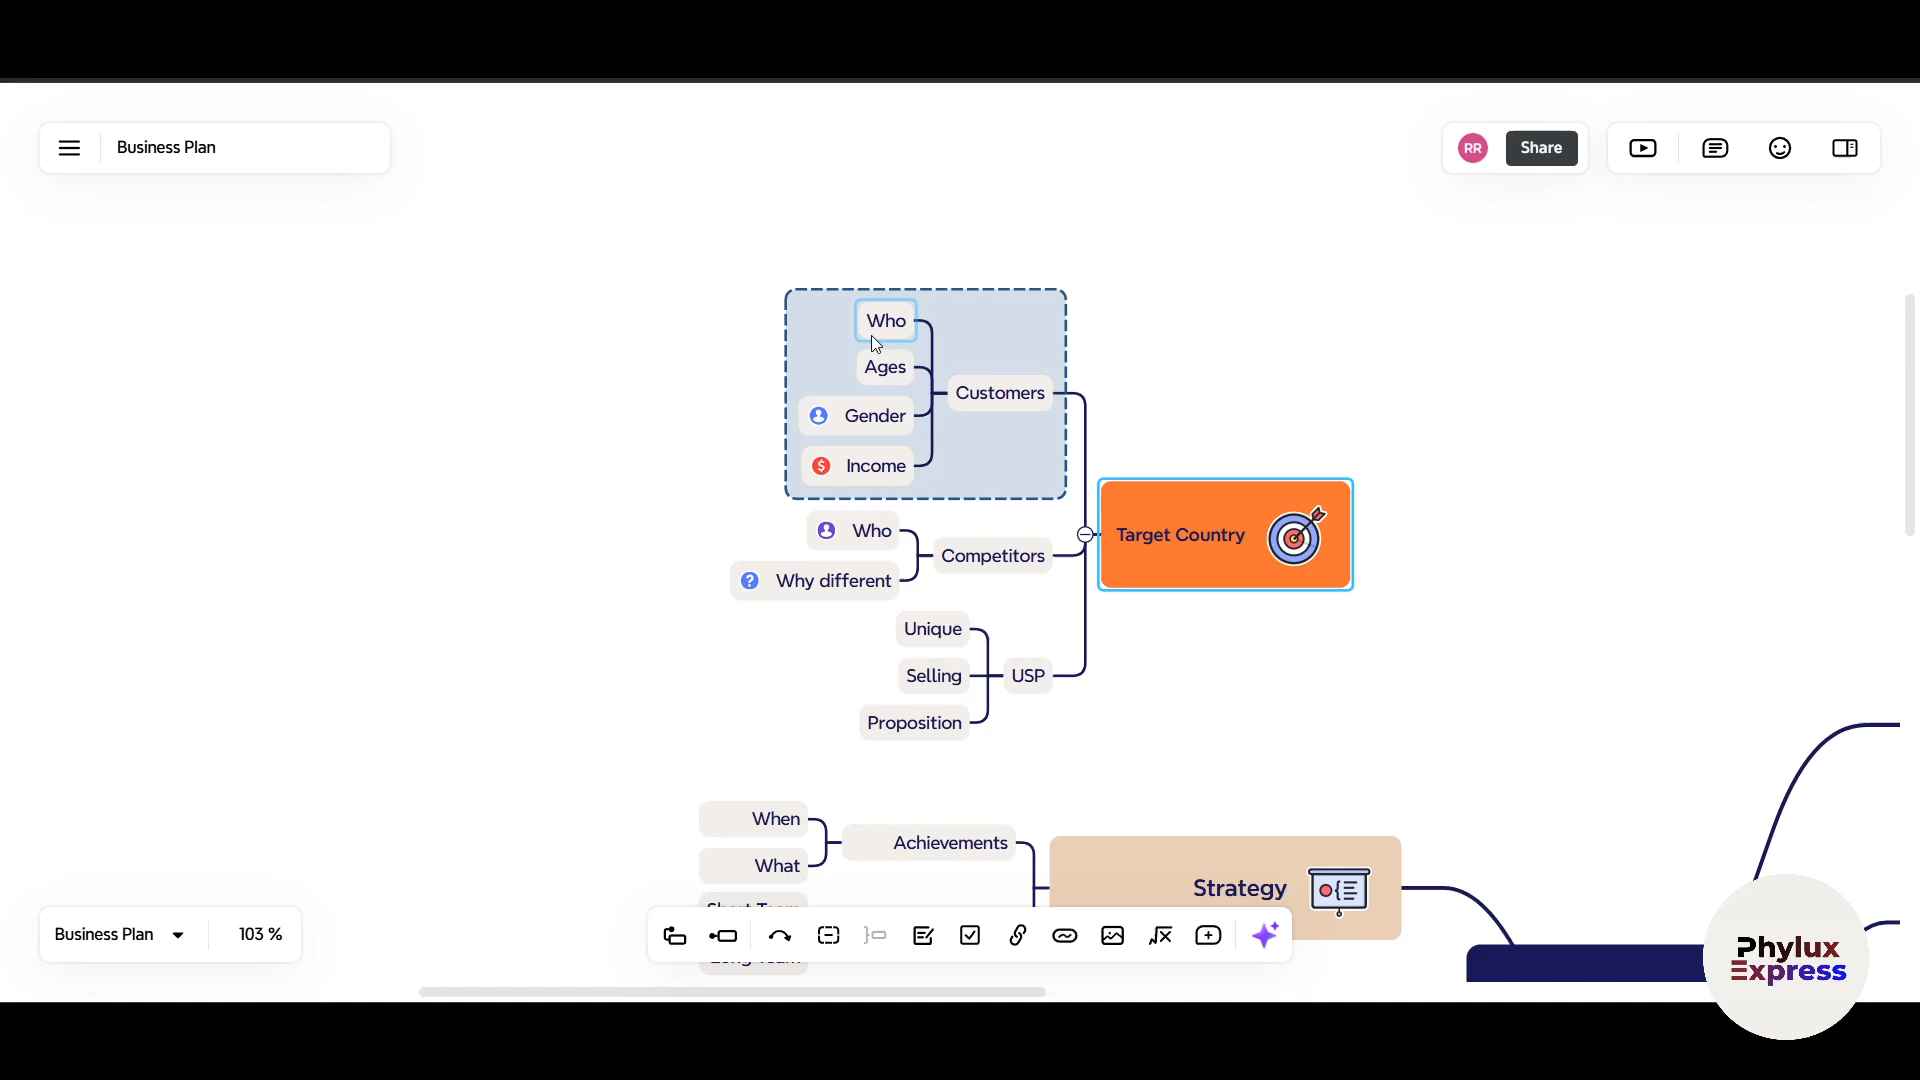 Business Plan
RR
Share
Who
Ages
Customers
Gender
$ Income
Who
Competitors
? Why different
Target Country
Unique
Selling
USP
Proposition
When
Achievements
What
Strategy
Business Plan
103 %
Phylux
Express